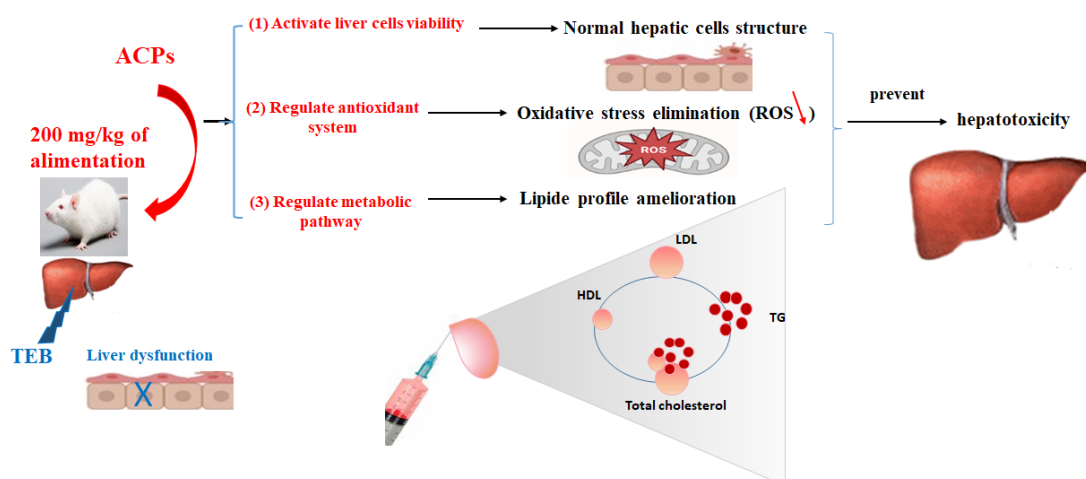 ACPs
200 mg/kg of
alimentation
TEB
Liver dysfunction
X
(1) Activate liver cells viability
Normal hepatic cells structure
(2) Regulate antioxidant
system
Oxidative stress elimination (ROS )
ROS
(3) Regulate metabolic
pathway
Lipide profile amelioration
LDL
HDL
TG
Total cholesterol
prevent
hepatotoxicity